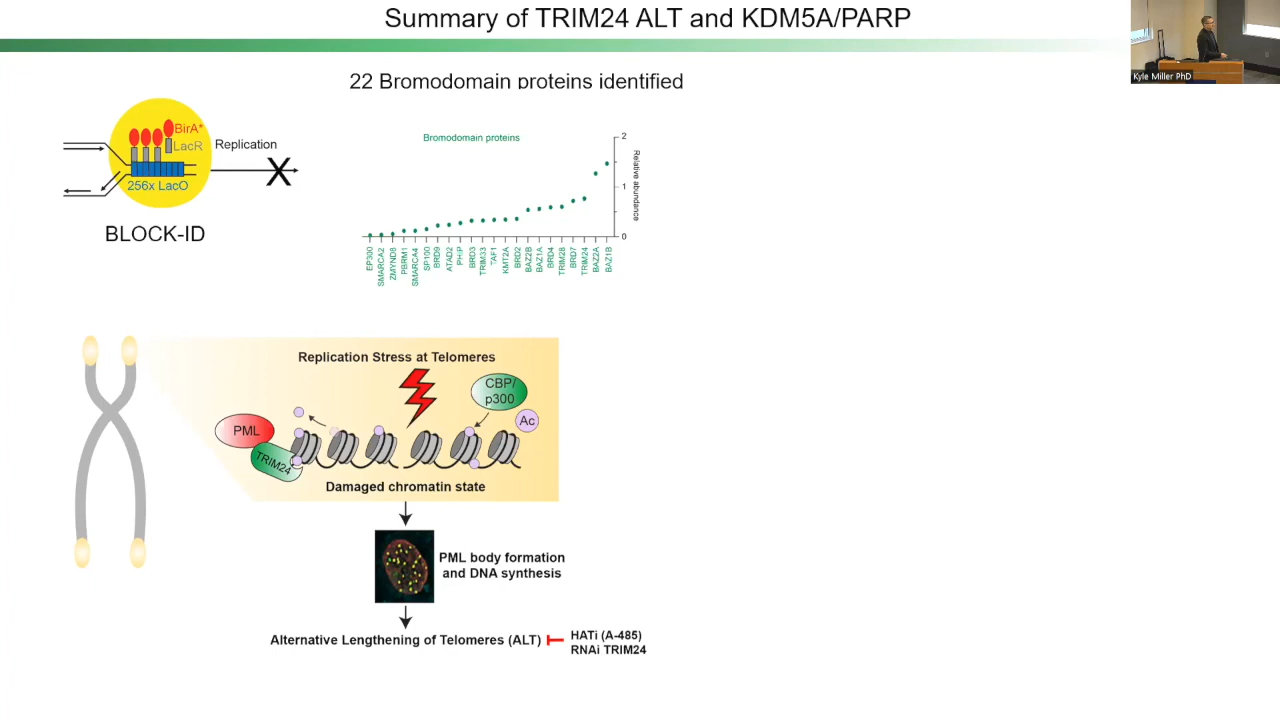 Summary of TRIM24 ALT and KDM5A/PARP
Kyle Miller PhD
22 Bromodomain proteins identified
BirA*
LacR
256x LacO
Replication
X
BLOCK-ID
Bromodomain proteins
2
1
0
Relative abundance
EP300
SMARCA2
ZMYND8
PBRM1
SMARCA4
SP100
BRD9
ATAD2
PHIP
BRD3
TRIM33
TAF1
KMT2A
BRD2
BAZ2B
BAZ1A
BRD4
TRIM28
BRD7
TRIM24
BAZ2A
BAZ1B
Replication Stress at Telomeres
CBP/
p300
Ac
PML
TRIM24
Damaged chromatin state
PML body formation
and DNA synthesis
Alternative Lengthening of Telomeres (ALT)
HATi (A-485)
RNAi TRIM24